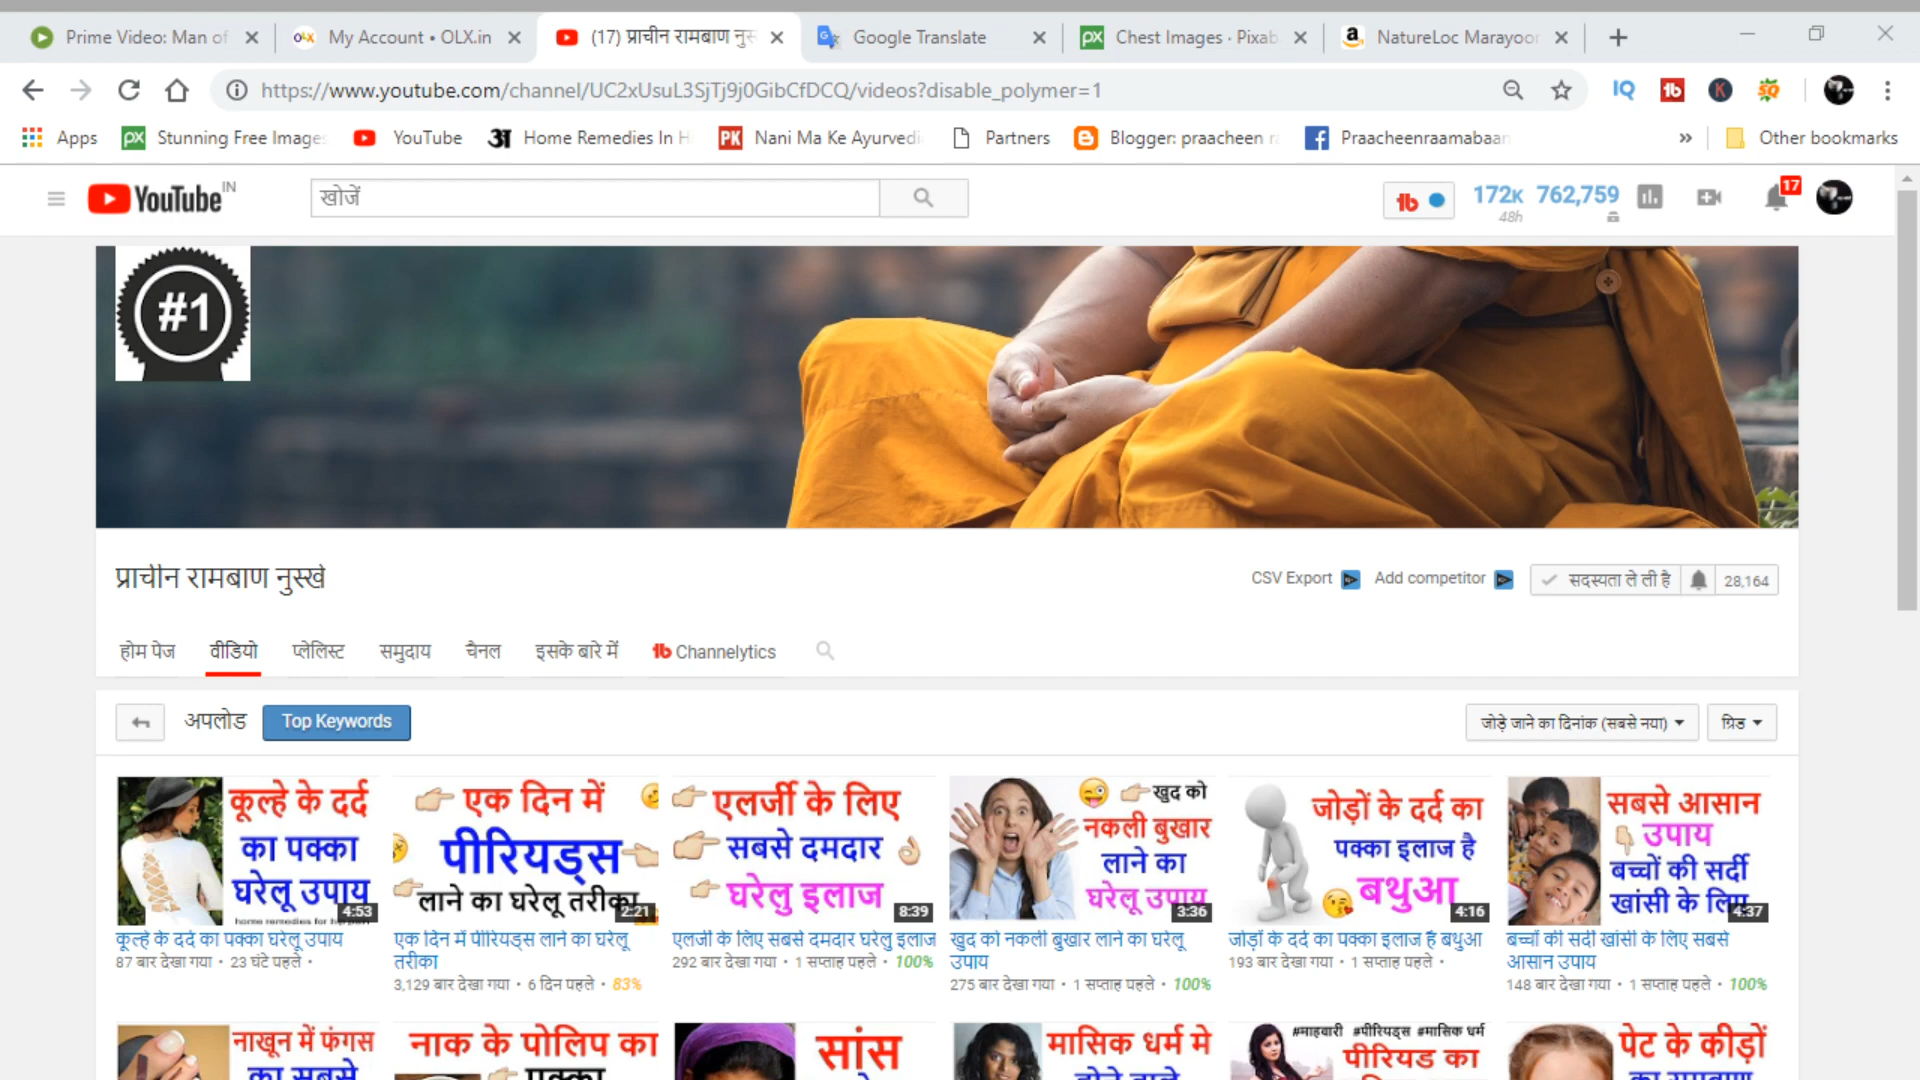 Prime Video: Man of
My Account • OLX.in
(17) प्राचीन रामबाण नुस्
Google Translate
Chest Images · Pixab
NatureLoc Marayoor
https://www.youtube.com/channel/UC2xUsuL3SjTj9j0GibCfDCQ/videos?disable_polymer=1
Apps
Stunning Free Images
YouTube
Home Remedies In H
Nani Ma Ke Ayurvedi
Partners
Blogger: praacheen ra
Praacheenraamabaan
Other bookmarks
YouTube IN
खोजें
172K 762,759
48h
17
#1
प्राचीन रामबाण नुस्खे
CSV Export
Add competitor
सदस्यता ले ली है
28,164
होम पेज
वीडियो
प्लेलिस्ट
समुदाय
चैनल
इसके बारे में
Channelytics
अपलोड
Top Keywords
जोड़े जाने का दिनांक (सबसे नया)
ग्रिड
कूल्हे के दर्द
का पक्का
घरेलू उपाय
4:53
कूल्हे के दर्द का पक्का घरेलू उपाय
87 बार देखा गया • 23 घंटे पहले •
एक दिन में
पीरियड्स
लाने का घरेलू तरीका
2:21
एक दिन में पीरियड्स लाने का घरेलू
तरीका
3,129 बार देखा गया • 6 दिन पहले • 83%
एलर्जी के लिए
सबसे दमदार
घरेलु इलाज
8:39
एलर्जी के लिए सबसे दमदार घरेलु इलाज
292 बार देखा गया • 1 सप्ताह पहले • 100%
खुद को
नकली बुखार
लाने का
घरेलू उपाय
3:36
खुद को नकली बुखार लाने का घरेलू
उपाय
275 बार देखा गया • 1 सप्ताह पहले • 100%
जोड़ों के दर्द का
पक्का इलाज है
बथुआ
4:16
जोड़ों के दर्द का पक्का इलाज है बथुआ
193 बार देखा गया • 1 सप्ताह पहले •
सबसे आसान
उपाय
बच्चों की सर्दी
खांसी के लिए
4:37
बच्चों की सर्दी खांसी के लिए सबसे
आसान उपाय
148 बार देखा गया • 1 सप्ताह पहले • 100%
नाखून में फंगस
का सबसे
नाक के पोलिप का
पक्का
सांस
मासिक धर्म मे
होने वाले
#माहवारी #पीरियड्स #मासिक धर्म
पीरियड का
पेट के कीड़ों
का रामबाण